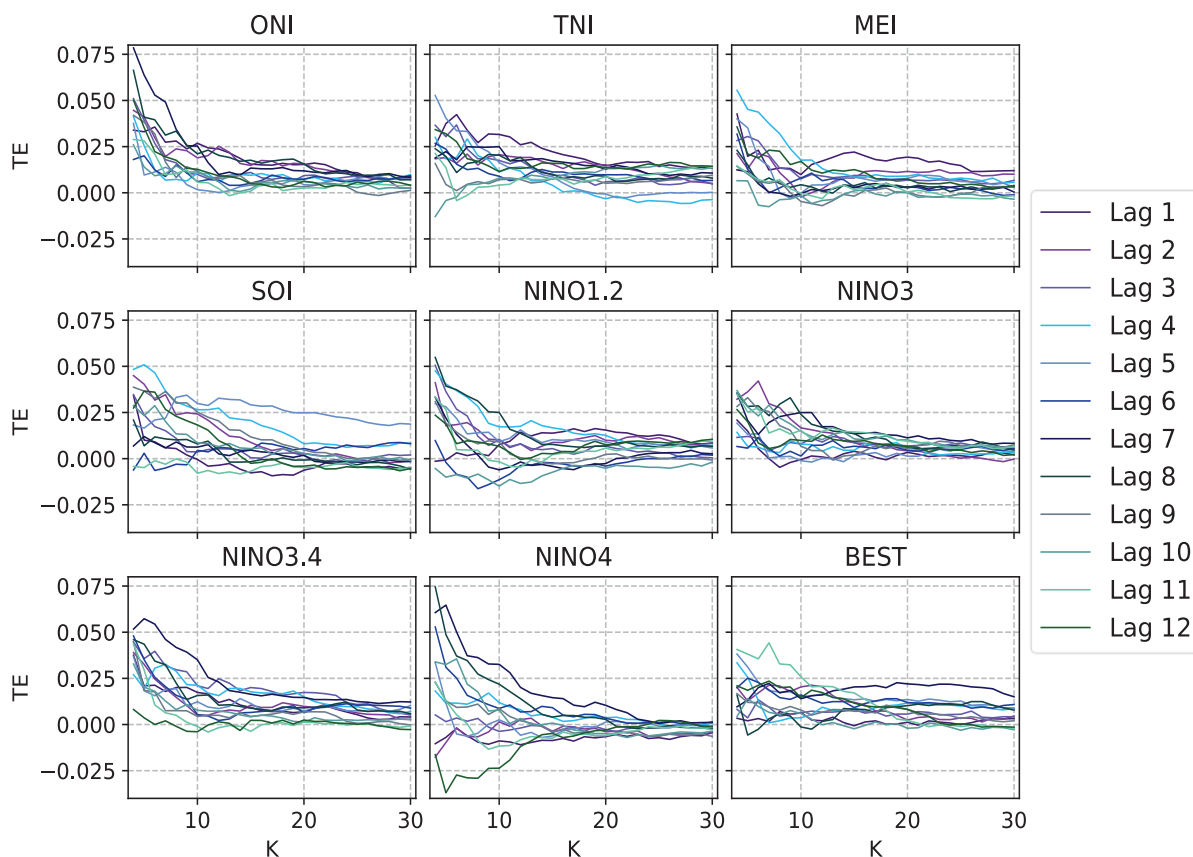 ONI TNI MEI
0.075
0.050
TE
0.025
0.000
−0.025
SOI NINO1.2 NINO3
0.075
0.050
TE
0.025
0.000
−0.025
NINO3.4 NINO4 BEST
0.075
0.050
TE
0.025
0.000
−0.025
10 20 30 10 20 30 10 20 30
K K K
Lag 1
Lag 2
Lag 3
Lag 4
Lag 5
Lag 6
Lag 7
Lag 8
Lag 9
Lag 10
Lag 11
Lag 12